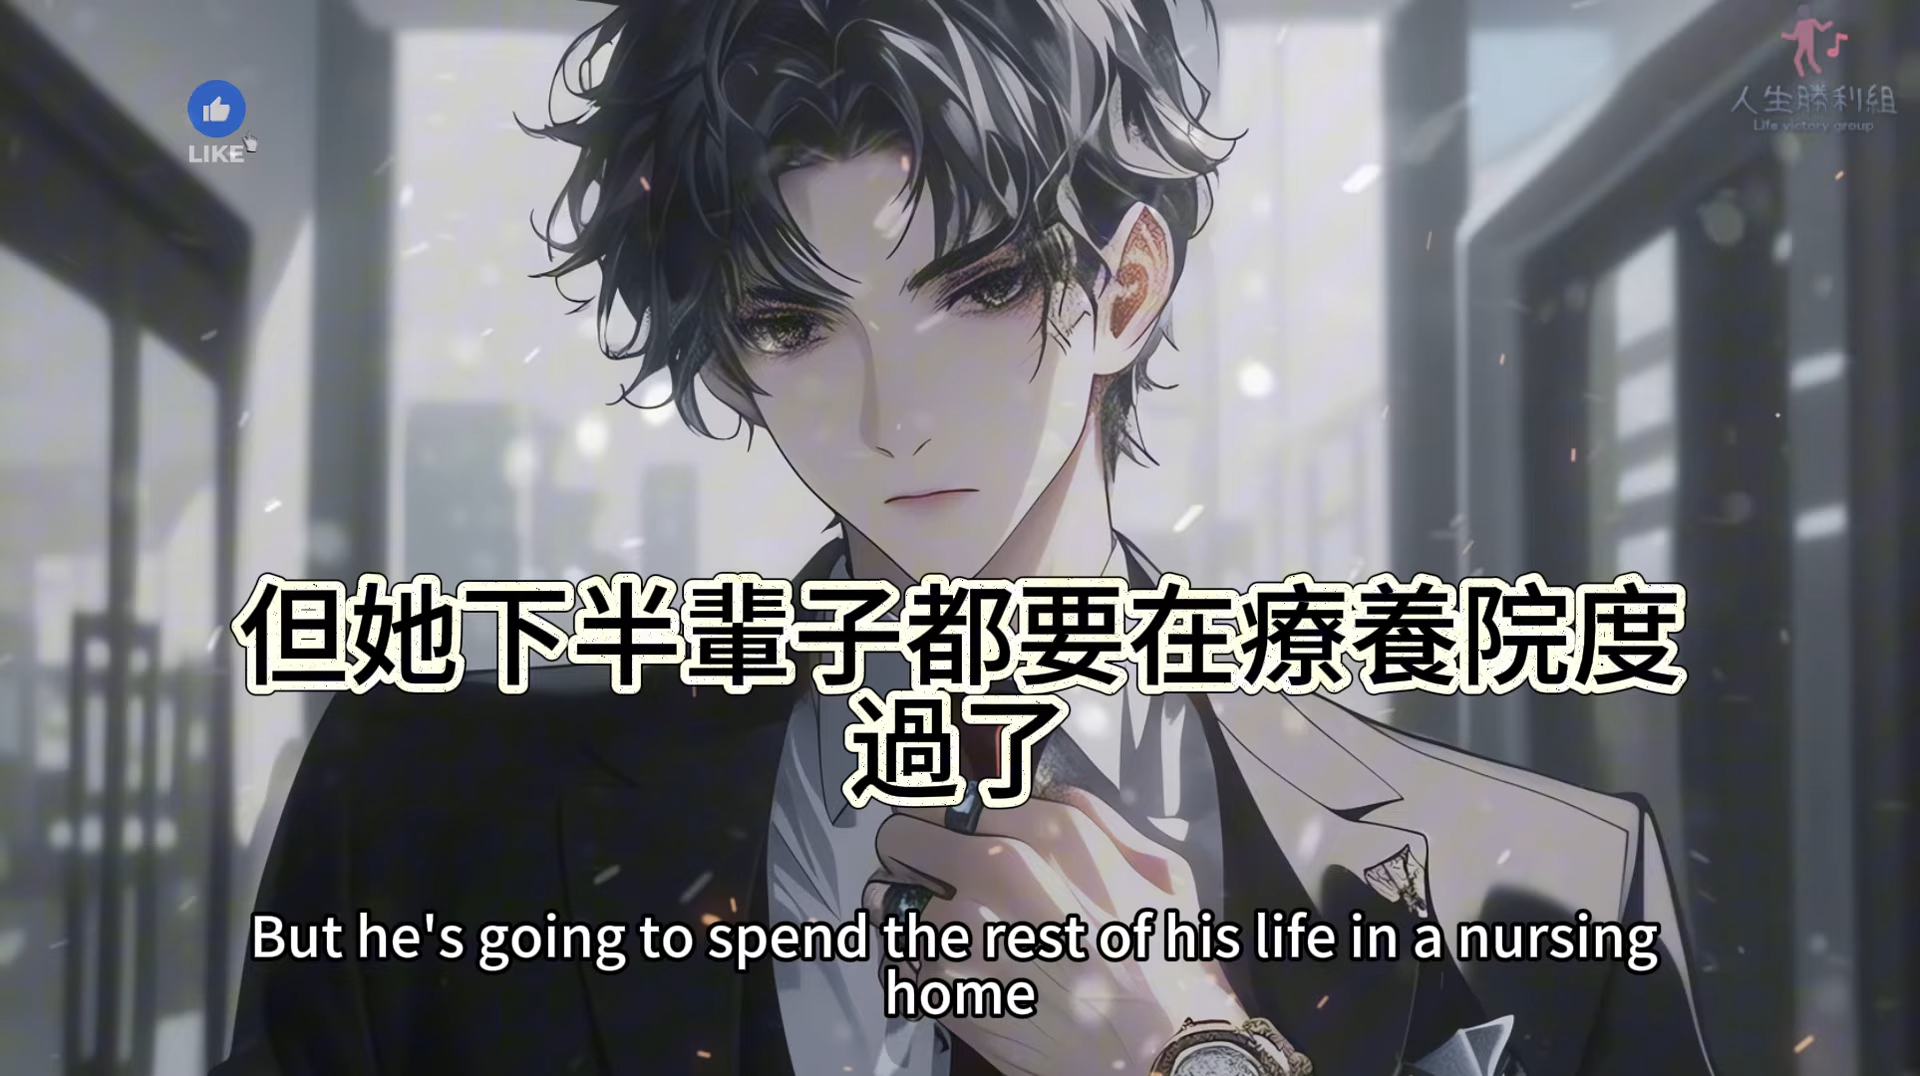 LIKE
人生勝利組
Life victory group
但她下半輩子都要在療養院度
過了
But he's going to spend the rest of his life in a nursing
home